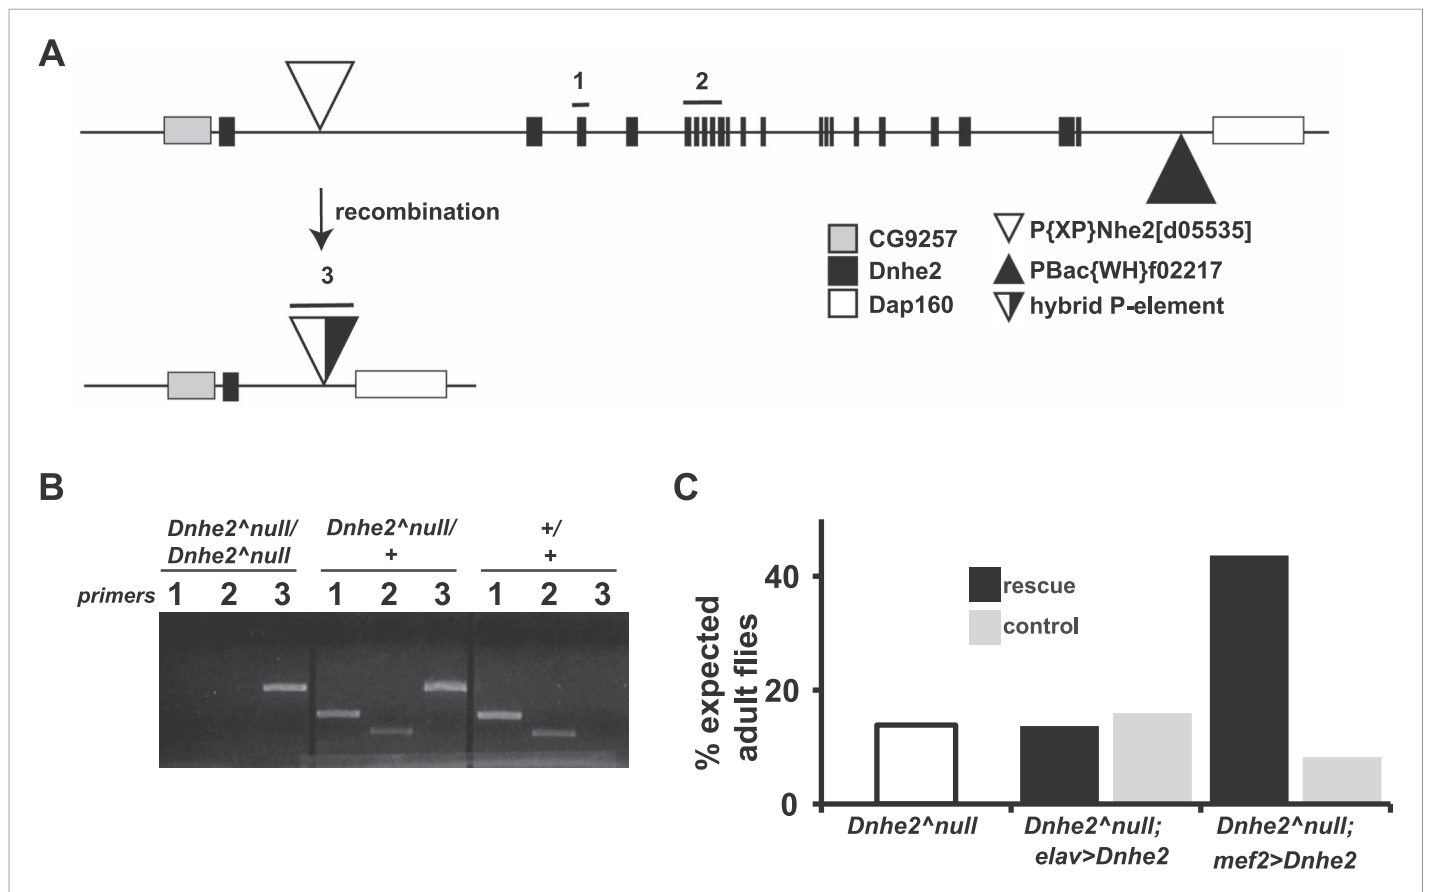 A
1
2
recombination
3
CG9257
Dnhe2
Dap160
P{XP}Nhe2[d05535]
PBac{WH}f02217
hybrid P-element
B
Dnhe2^null/
Dnhe2^null
Dnhe2^null/
+
+/
+
primers 1 2 3 1 2 3 1 2 3
C
% expected
adult flies
40
20
0
rescue
control
Dnhe2^null
Dnhe2^null;
elav>Dnhe2
Dnhe2^null;
mef2>Dnhe2